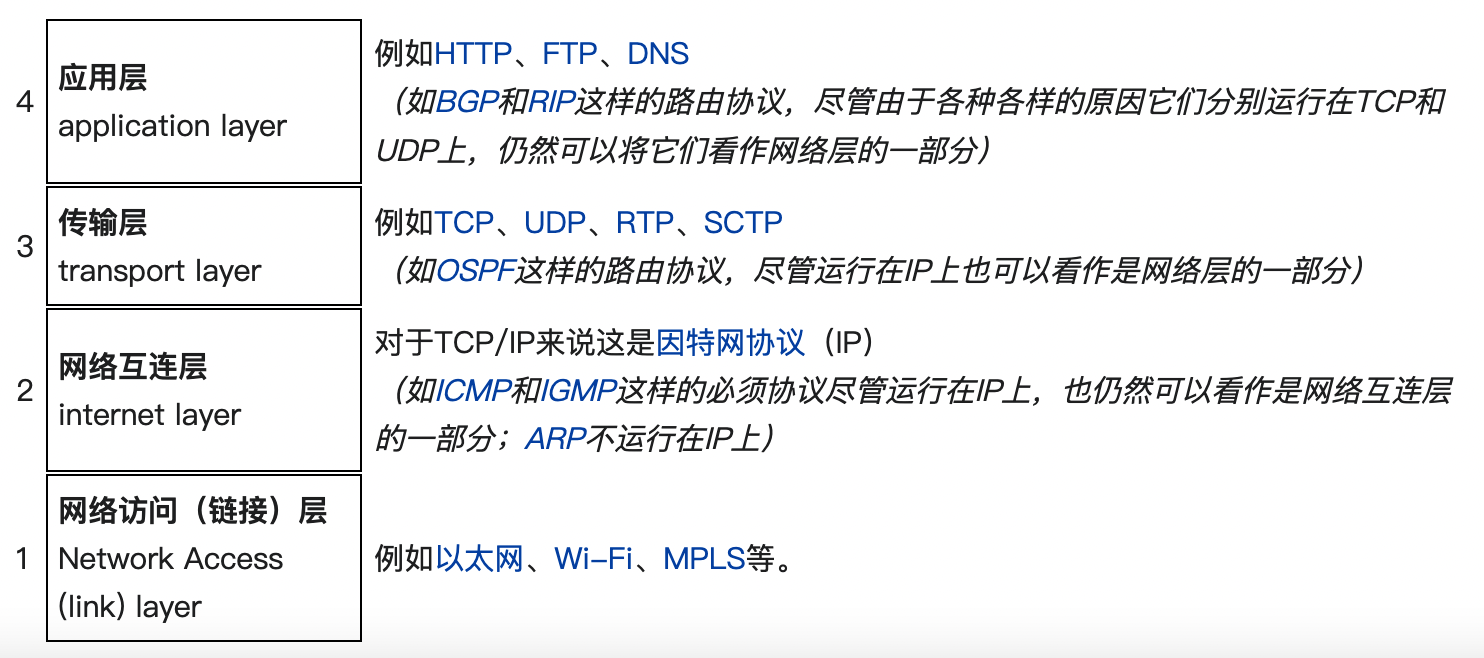 4
应用层
application layer
例如HTTP、FTP、DNS
（如BGP和RIP这样的路由协议，尽管由于各种各样的原因它们分别运行在TCP和
UDP上，仍然可以将它们看作网络层的一部分）
3
传输层
transport layer
例如TCP、UDP、RTP、SCTP
（如OSPF这样的路由协议，尽管运行在IP上也可以看作是网络层的一部分）
2
网络互连层
internet layer
对于TCP/IP来说这是因特网协议（IP）
（如ICMP和IGMP这样的必须协议尽管运行在IP上，也仍然可以看作是网络互连层
的一部分；ARP不运行在IP上）
1
网络访问（链接）层
Network Access
(link) layer
例如以太网、Wi-Fi、MPLS等。